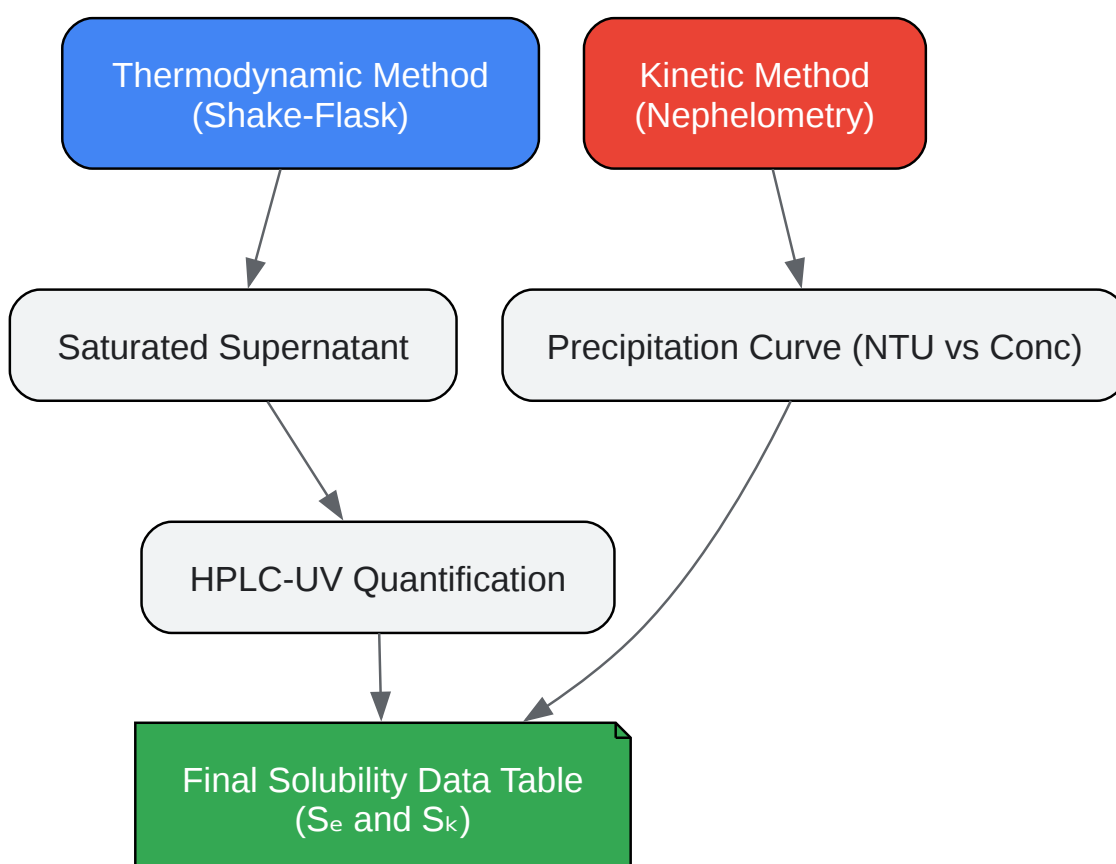 Thermodynamic Method
(Shake-Flask)
Kinetic Method
(Nephelometry)
Saturated Supernatant
Precipitation Curve (NTU vs Conc)
HPLC-UV Quantification
Final Solubility Data Table
(Sₑ and Sₖ)